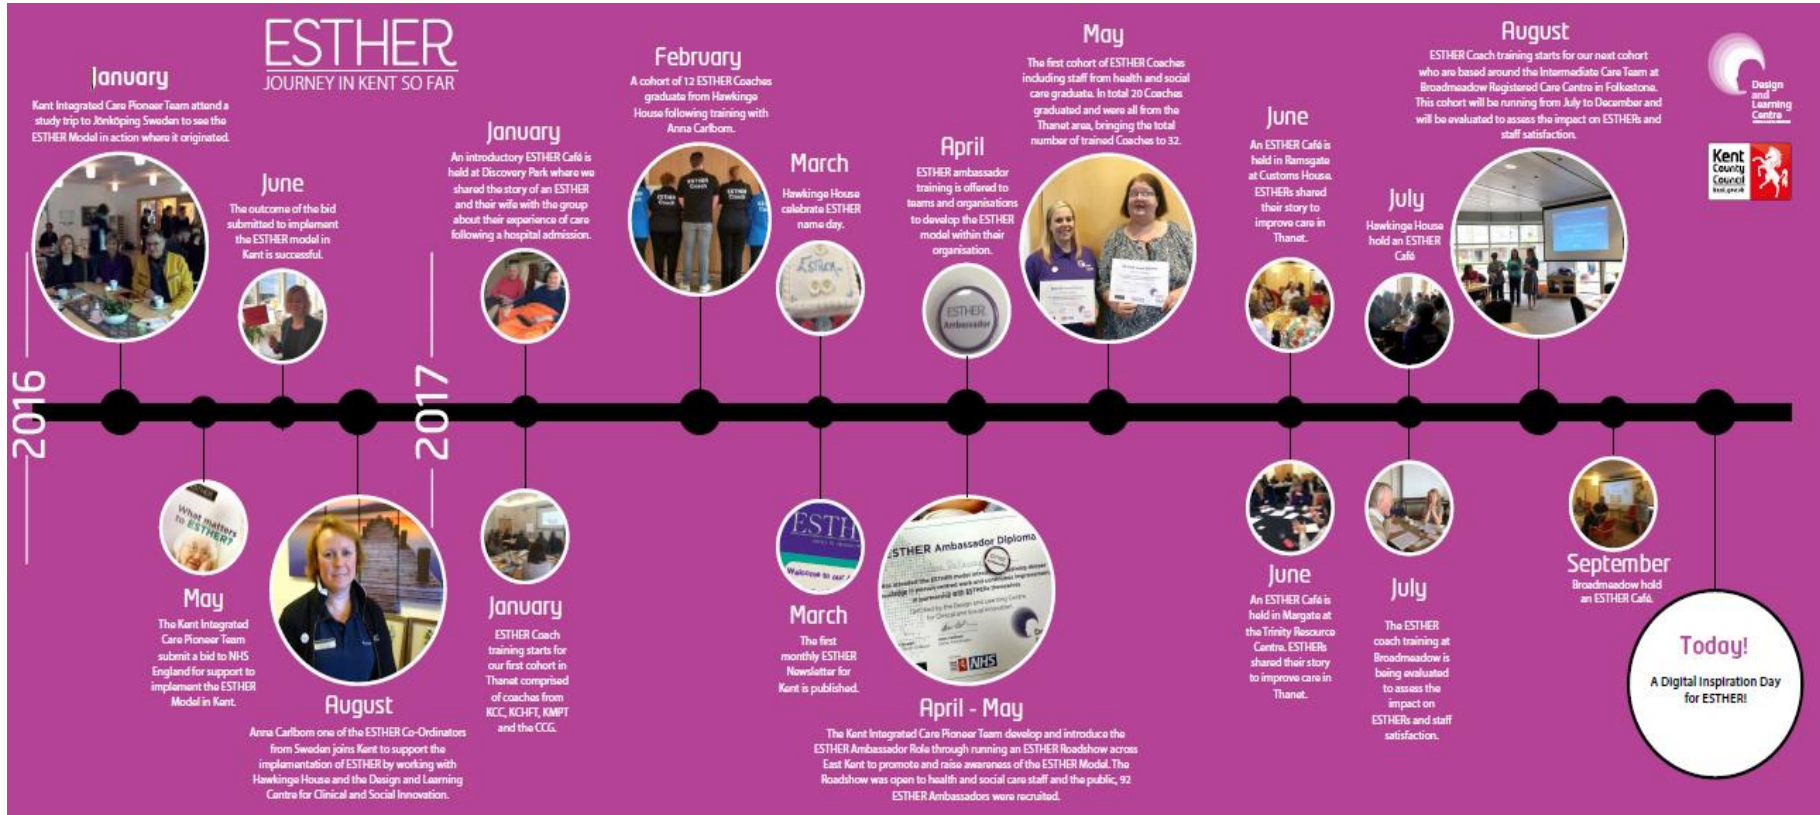 ESTHER
JOURNEY IN KENT SO FAR
2016
January
Kent Integrated Care Pioneer Team attend a
study trip to Jönköping Sweden to see the
ESTHER Model in action where it originated.
May
The Kent Integrated
Care Pioneer Team
submit a bid to NHS
England for support to
implement the ESTHER
Model in Kent.
What matters
to ESTHER?
June
The outcome of the bid
submitted to implement
the ESTHER model in
Kent is successful.
August
Anna Carlbom one of the ESTHER Co-Ordinators
from Sweden joins Kent to support the
implementation of ESTHER by working with
Hawkinge House and the Design and Learning
Centre for Clinical and Social Innovation.
2017
January
An introductory ESTHER Café is
held at Discovery Park where we
shared the story of an ESTHER
and their wife with the group
about their experience of care
following a hospital admission.
January
ESTHER Coach
training starts for
our first cohort in
Thanet comprised
of coaches from
KCC, KCHFT, KMPT
and the CCG.
February
A cohort of 12 ESTHER Coaches
graduate from Hawkinge
House following training with
Anna Carlbom.
ESTHER
Coach
March
Hawkinge House
celebrate ESTHER
name day.
ESTHER
March
The first
monthly ESTHER
Newsletter for
Kent is published.
ESTH
Welcome to our
April
ESTHER ambassador
training is offered to
teams and organisations
to develop the ESTHER
model within their
organisation.
ESTHER
Ambassador
ESTHER Ambassador Diploma
NHS
April - May
The Kent Integrated Care Pioneer Team develop and introduce the
ESTHER Ambassador Role through running an ESTHER Roadshow across
East Kent to promote and raise awareness of the ESTHER Model. The
Roadshow was open to health and social care staff and the public, 92
ESTHER Ambassadors were recruited.
May
The first cohort of ESTHER Coaches
including staff from health and social
care graduate. In total 20 Coaches
graduated and were all from the
Thanet area, bringing the total
number of trained Coaches to 32.
June
An ESTHER Café is
held in Ramsgate
at Customs House.
ESTHERs shared
their story to
improve care in
Thanet.
June
An ESTHER Café is
held in Margate at
the Trinity Resource
Centre. ESTHERs
shared their story
to improve care in
Thanet.
July
Hawkinge House
hold an ESTHER
Café
July
The ESTHER
coach training at
Broadmeadow is
being evaluated
to assess the
impact on
ESTHERs and staff
satisfaction.
August
ESTHER Coach training starts for our next cohort
who are based around the Intermediate Care Team at
Broadmeadow Registered Care Centre in Folkestone.
This cohort will be running from July to December and
will be evaluated to assess the impact on ESTHERs and
staff satisfaction.
September
Broadmeadow hold
an ESTHER Café.
Today!
A Digital Inspiration Day
for ESTHER!
Design
and
Learning
Centre
Kent
County
Council
kent.gov.uk